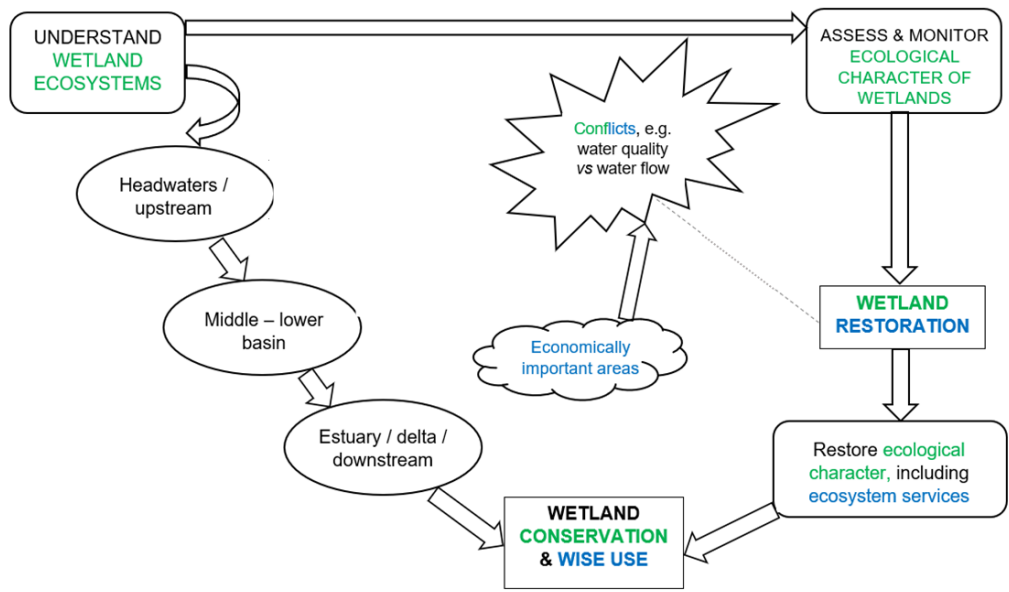 UNDERSTAND
WETLAND
ECOSYSTEMS
ASSESS & MONITOR
ECOLOGICAL
CHARACTER OF
WETLANDS
Conflicts, e.g.
water quality
vs water flow
Headwaters /
upstream
Middle – lower
basin
Economically
important areas
WETLAND
RESTORATION
Estuary / delta /
downstream
Restore ecological
character, including
ecosystem services
WETLAND
CONSERVATION
& WISE USE